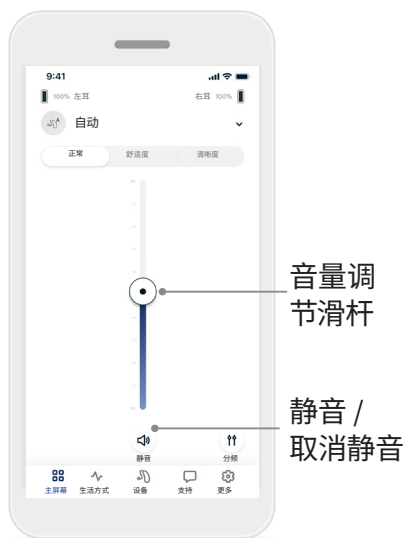 9:41
100% 左耳
右耳 100%
自动
正常
舒适度
清晰度
音量调
节滑杆
静音 /
取消静音
静音
分频
主屏幕
生活方式
设备
支持
更多